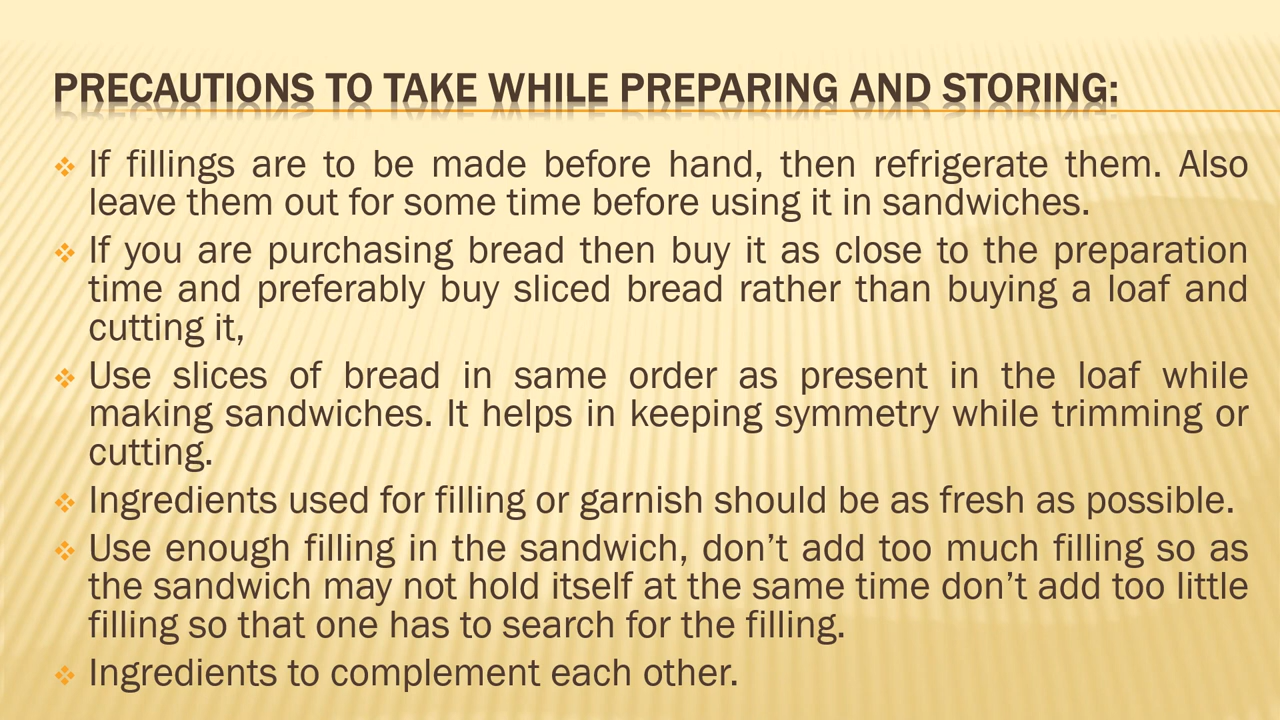 PRECAUTIONS TO TAKE WHILE PREPARING AND STORING:
If fillings are to be made before hand, then refrigerate them. Also
leave them out for some time before using it in sandwiches.
If you are purchasing bread then buy it as close to the preparation
time and preferably buy sliced bread rather than buying a loaf and
cutting it,
Use slices of bread in same order as present in the loaf while
making sandwiches. It helps in keeping symmetry while trimming or
cutting.
Ingredients used for filling or garnish should be as fresh as possible.
Use enough filling in the sandwich, don’t add too much filling so as
the sandwich may not hold itself at the same time don’t add too little
filling so that one has to search for the filling.
Ingredients to complement each other.